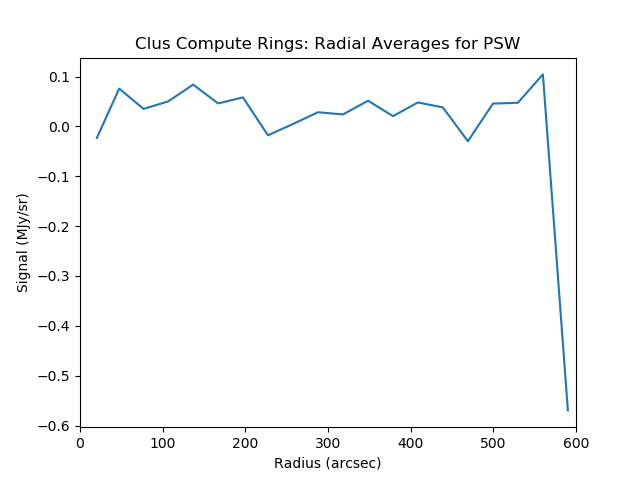 Clus Compute Rings: Radial Averages for PSW
0.1
0.0
−0.1
−0.2
−0.3
−0.4
−0.5
−0.6
Signal (MJy/sr)
0 100 200 300 400 500 600
Radius (arcsec)